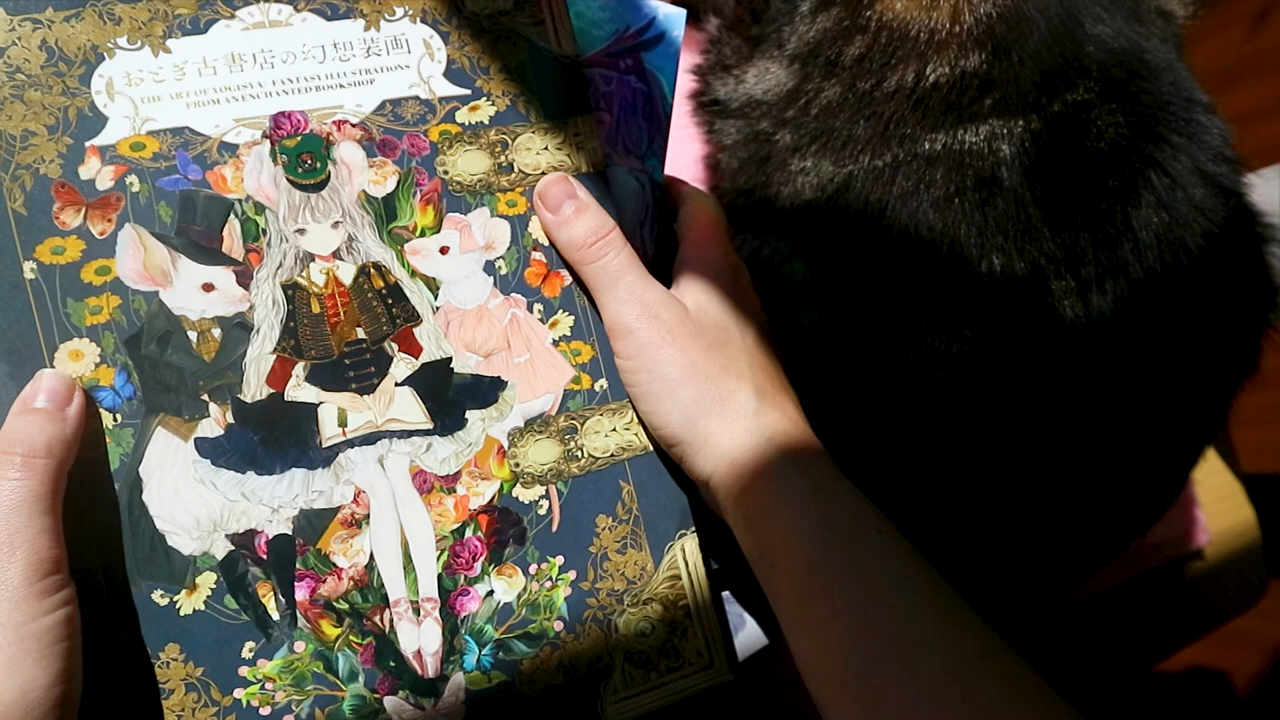 おとぎ古書店の幻想装画
THE ART OF YOGISYA : FANTASY ILLUSTRATIONS
FROM AN ENCHANTED BOOKSHOP